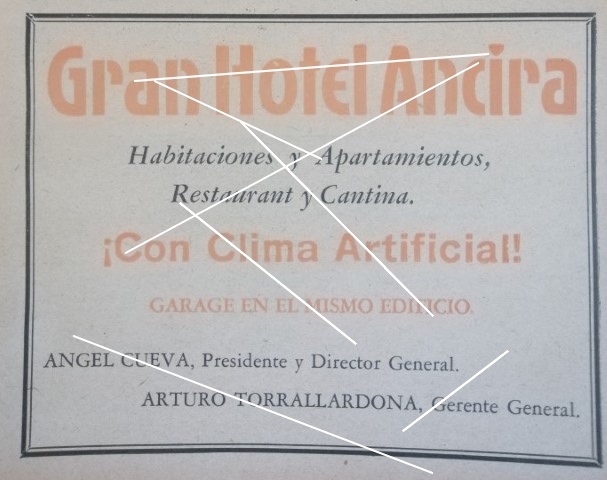 Gran Hotel Ancira
Habitaciones y Apartamientos,
Restaurant y Cantina.
¡Con Clima Artificial!
GARAGE EN EL MISMO EDIFICIO.
ANGEL CUEVA, Presidente y Director General.
ARTURO TORRALLARDONA, Gerente General.